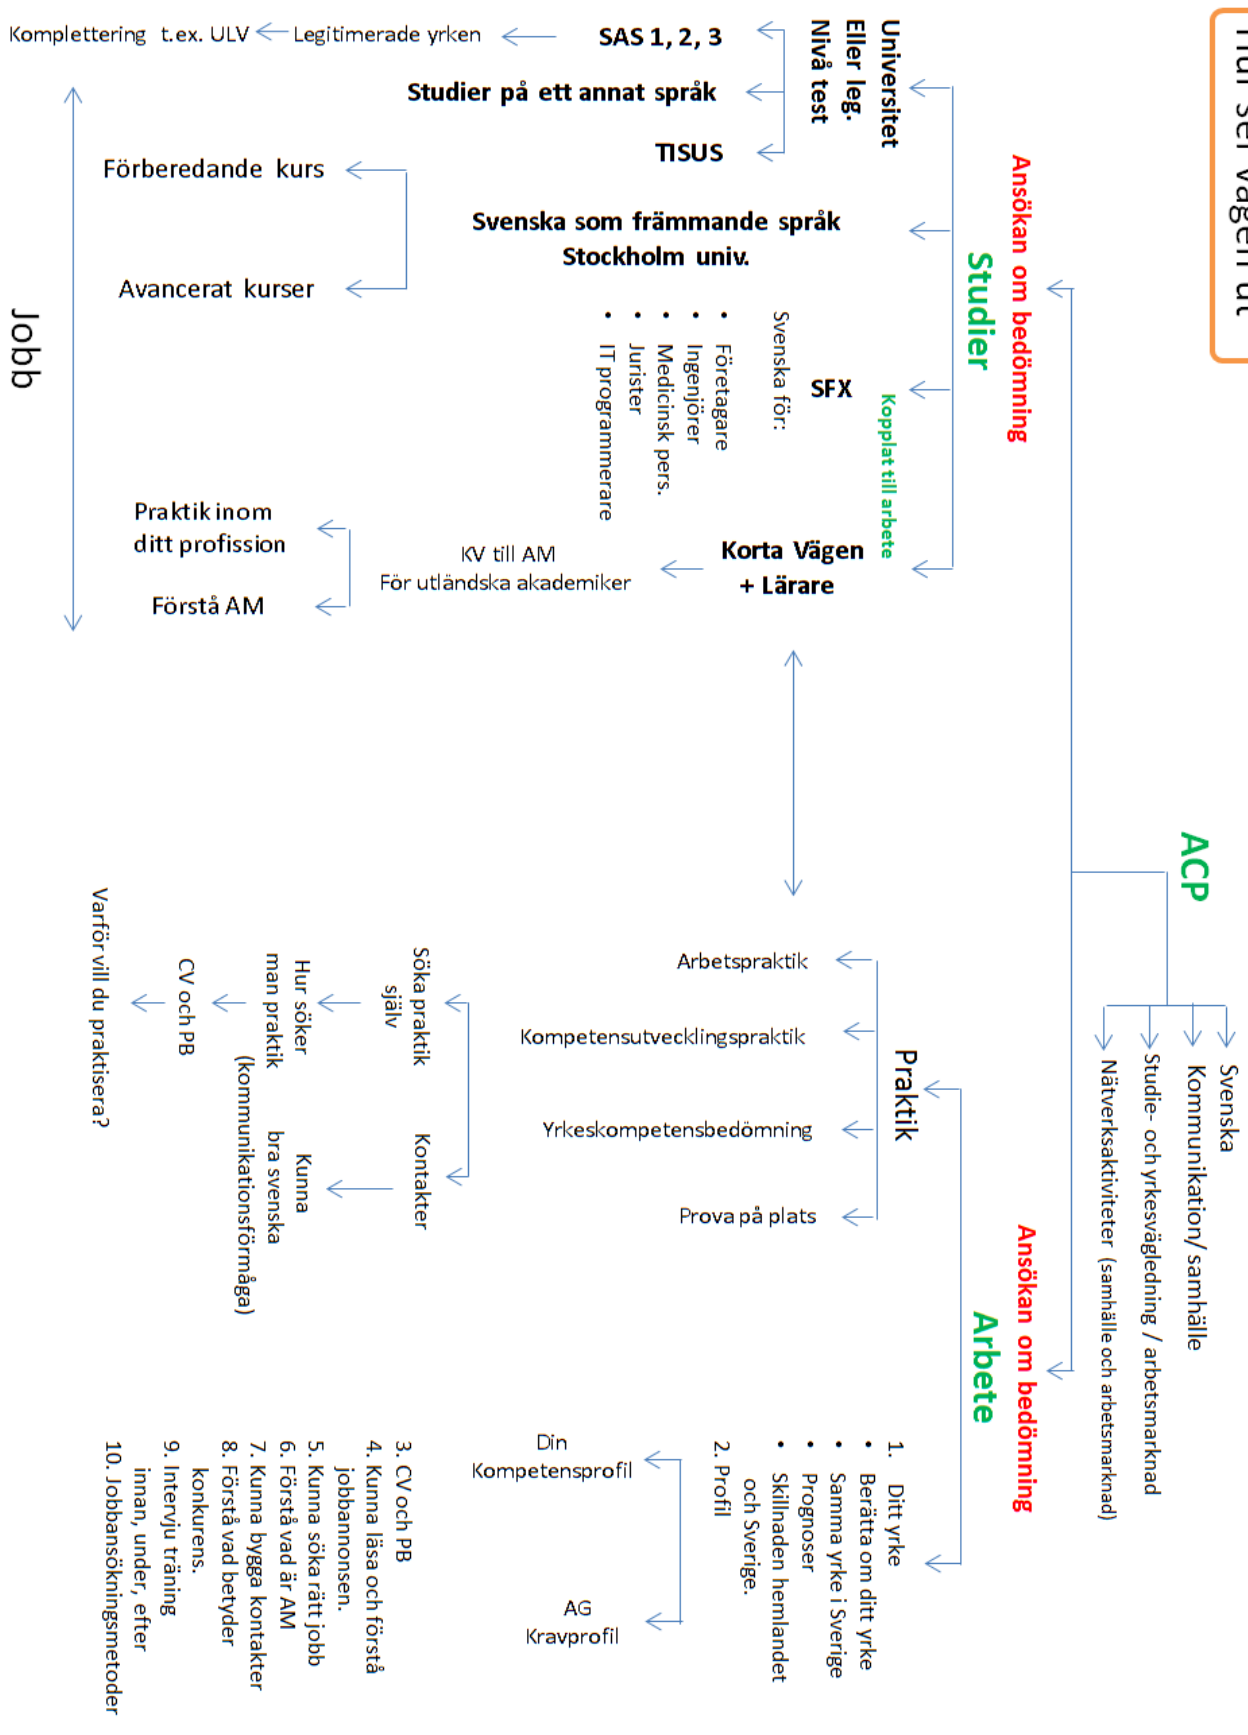 Hur ser vägen ut
ACP
Svenska
Kommunikation/ samhälle
Studie- och yrkesvägledning / arbetsmarknad
Nätverksaktiviteter (samhälle och arbetsmarknad)
Ansökan om bedömning
Studier
Universitet
Eller leg.
Nivå test
SAS 1, 2, 3
Legitimerade yrken
Komplettering t.ex. ULV
Studier på ett annat språk
TISUS
Svenska som främmande språk
Stockholm univ.
Förberedande kurs
Avancerat kurser
Kopplat till arbete
SFX
Svenska för:
• Företagare
• Ingenjörer
• Medicinsk pers.
• Jurister
• IT programmerare
Korta Vägen
+ Lärare
KV till AM
För utländska akademiker
Praktik inom
ditt profission
Förstå AM
Jobb
Ansökan om bedömning
Arbete
Praktik
Arbetspraktik
Kompetensutvecklingspraktik
Yrkeskompetensbedömning
Prova på plats
Söka praktik
själv
Hur söker
man praktik
CV och PB
Varför vill du praktisera?
Kontakter
Kunna
bra svenska
(kommunikationsförmåga)
1. Ditt yrke
• Berätta om ditt yrke
• Samma yrke i Sverige
• Prognoser
• Skillnaden hemlandet
och Sverige.
2. Profil
Din
Kompetensprofil
AG
Kravprofil
3. CV och PB
4. Kunna läsa och förstå
jobbannonsen.
5. Kunna söka rätt jobb
6. Förstå vad är AM
7. Kunna bygga kontakter
8. Förstå vad betyder
konkurens.
9. Intervju träning
innan, under, efter
10. Jobbansökningsmetoder